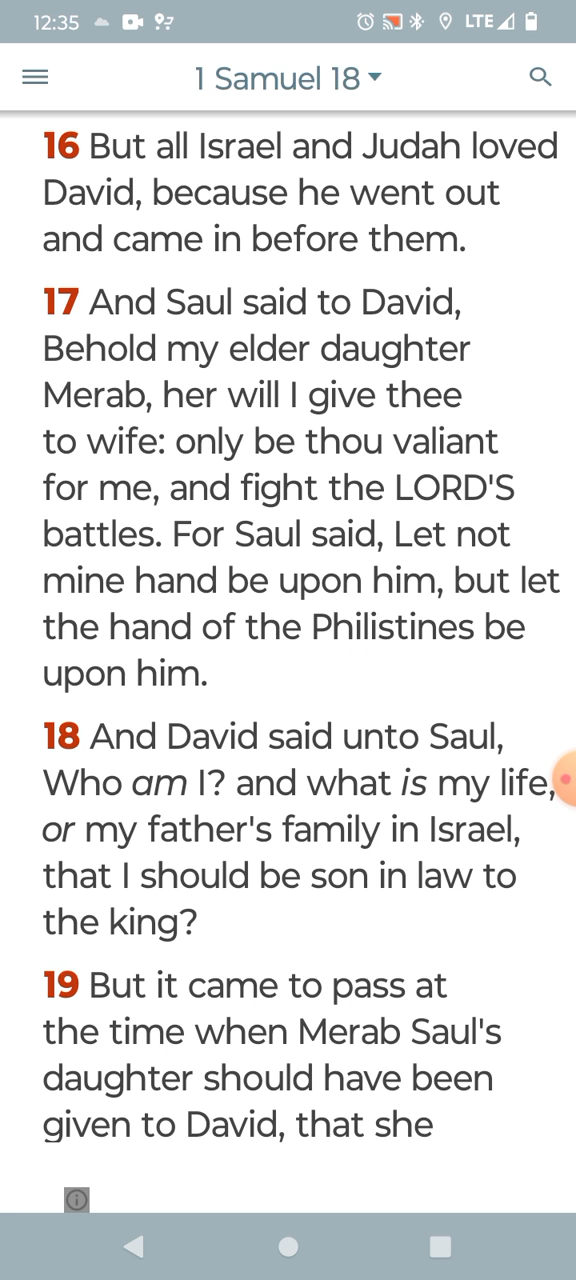 12:35 LTE
1 Samuel 18
16 But all Israel and Judah loved
David, because he went out
and came in before them.
17 And Saul said to David,
Behold my elder daughter
Merab, her will I give thee
to wife: only be thou valiant
for me, and fight the LORD'S
battles. For Saul said, Let not
mine hand be upon him, but let
the hand of the Philistines be
upon him.
18 And David said unto Saul,
Who am I? and what is my life,
or my father's family in Israel,
that I should be son in law to
the king?
19 But it came to pass at
the time when Merab Saul's
daughter should have been
given to David, that she